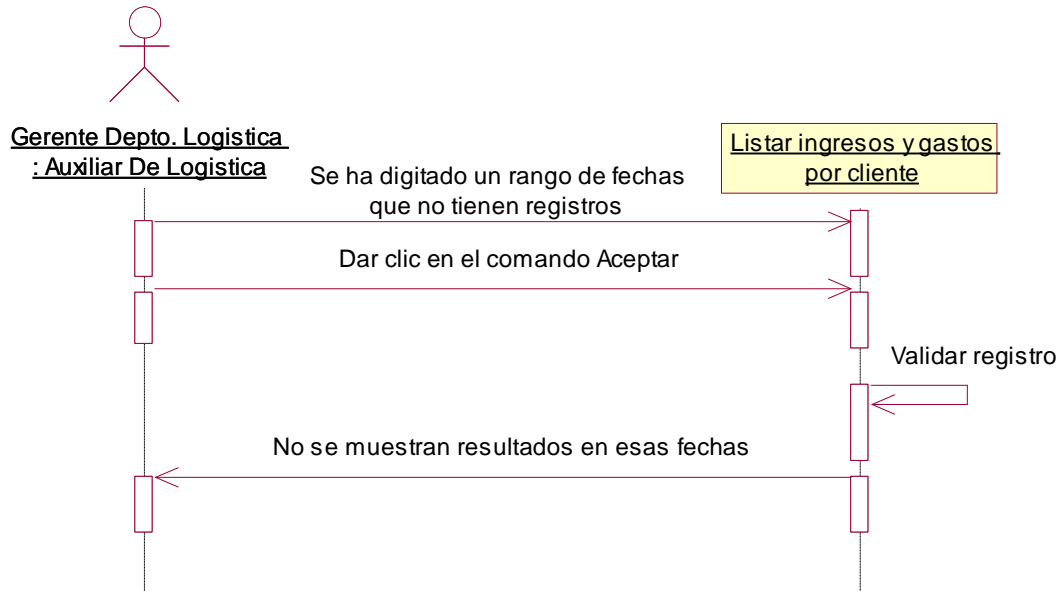 Gerente Depto. Logistica
: Auxiliar De Logistica
Listar ingresos y gastos
por cliente
Se ha digitado un rango de fechas
que no tienen registros
Dar clic en el comando Aceptar
Validar registro
No se muestran resultados en esas fechas